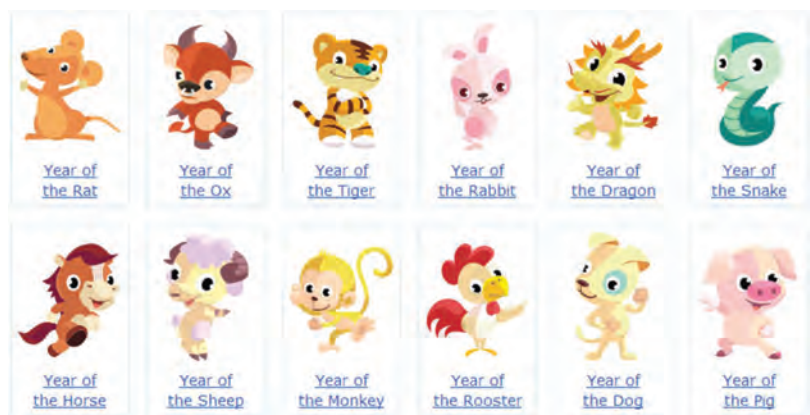 Year of
the Rat
Year of
the Ox
Year of
the Tiger
Year of
the Rabbit
Year of
the Dragon
Year of
the Snake
Year of
the Horse
Year of
the Sheep
Year of
the Monkey
Year of
the Rooster
Year of
the Dog
Year of
the Pig